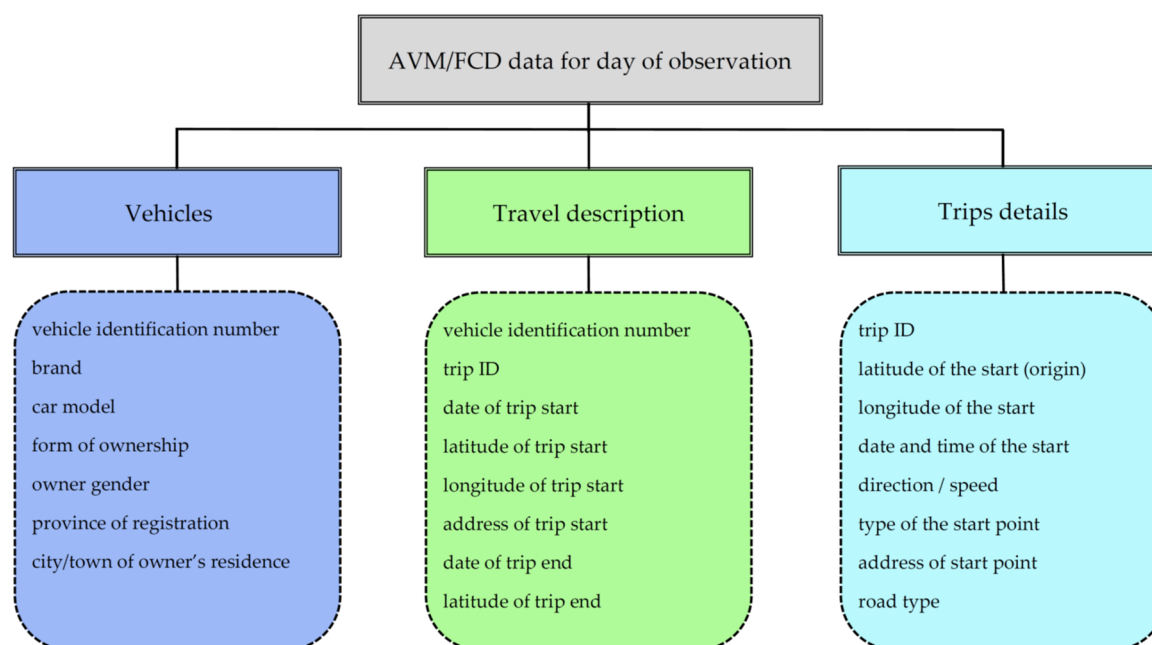 AVM/FCD data for day of observation
Vehicles
vehicle identification number
brand
car model
form of ownership
owner gender
province of registration
city/town of owner’s residence
Travel description
vehicle identification number
trip ID
date of trip start
latitude of trip start
longitude of trip start
address of trip start
date of trip end
latitude of trip end
Trips details
trip ID
latitude of the start (origin)
longitude of the start
date and time of the start
direction / speed
type of the start point
address of start point
road type